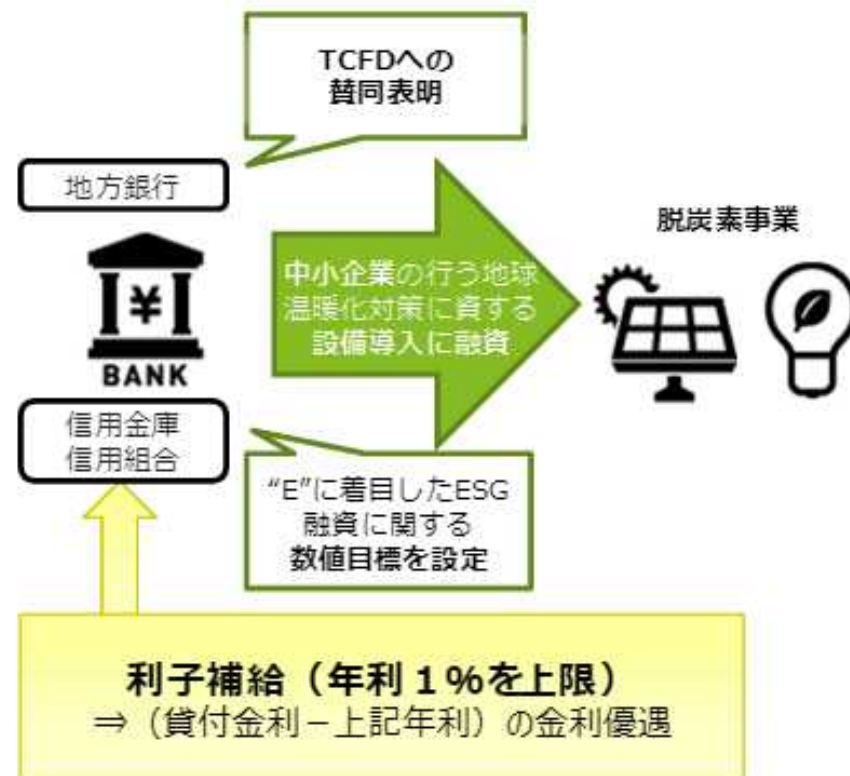 TCFDへの
賛同表明
地方銀行
¥
BANK
中小企業の行う地球
温暖化対策に資する
設備導入に融資
脱炭素事業
信用金庫
信用組合
“E”に着目したESG
融資に関する
数値目標を設定
利子補給（年利１%を上限）
⇒（貸付金利－上記年利）の金利優遇